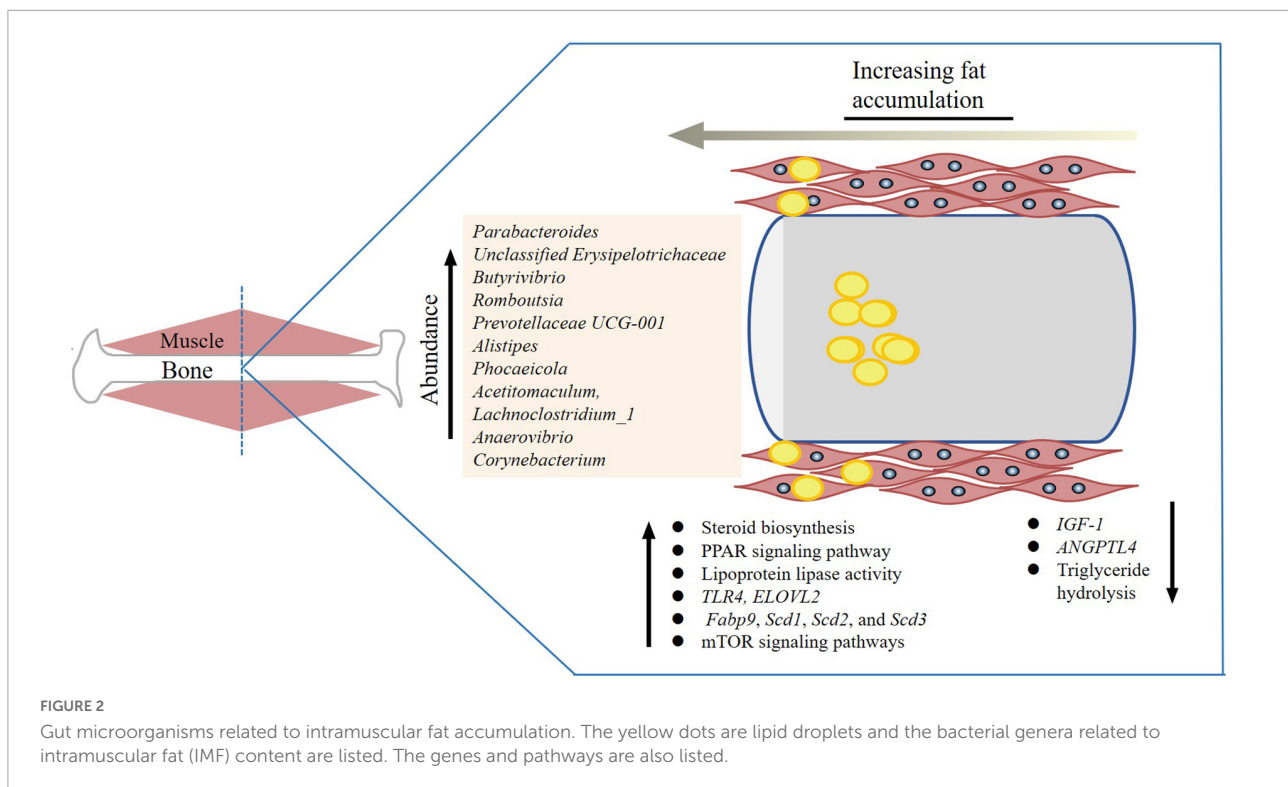 Increasing fat
accumulation
Parabacteroides
Unclassified Erysipelotrichaceae
Butyrivibrio
Romboutsia
Prevotellaceae UCG-001
Alistipes
Phocaeicola
Acetitomaculum,
Lachnoclostridium_1
Anaerovibrio
Corynebacterium
Abundance
Muscle
Bone
● Steroid biosynthesis
● PPAR signaling pathway
● Lipoprotein lipase activity
● TLR4, ELOVL2
● Fabp9, Scd1, Scd2, and Scd3
● mTOR signaling pathways
● IGF-1
● ANGPTL4
● Triglyceride
hydrolysis
FIGURE 2
Gut microorganisms related to intramuscular fat accumulation. The yellow dots are lipid droplets and the bacterial genera related to
intramuscular fat (IMF) content are listed. The genes and pathways are also listed.